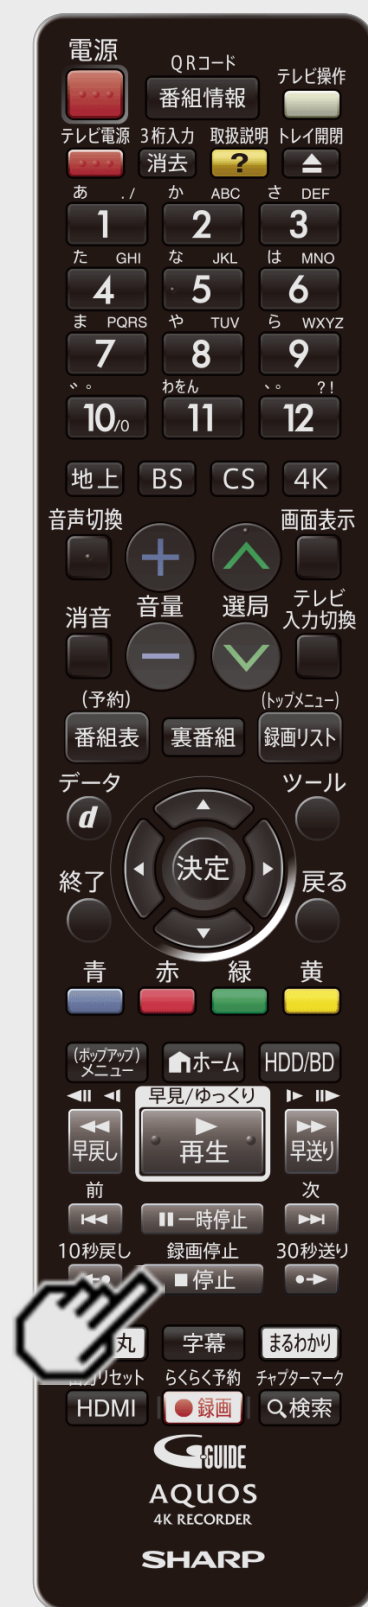 電源
QRコード
テレビ操作
番組情報
テレビ電源 3桁入力 取扱説明 トレイ開閉
消去 ?
あ ./ か ABC さ DEF
1 2 3
た GHI な JKL は MNO
4 5 6
ま PQRS や TUV ら WXYZ
7 8 9
゛゜ わをん 、。 ?!
10/0 11 12
地上 BS CS 4K
音声切換 画面表示
+
音量 選局
消音 テレビ
入力切換
−
(予約) (トップメニュー)
番組表 裏番組 録画リスト
データ ツール
d
決定
終了 戻る
青 赤 緑 黄
(ポップアップ)
メニュー ホーム HDD/BD
早見/ゆっくり
早戻し 再生 早送り
前 次
一時停止
10秒戻し 録画停止 30秒送り
停止
丸 字幕 まるわかり
リセット らくらく予約 チャプターマーク
HDMI 録画 検索
G-GUIDE
AQUOS
4K RECORDER
SHARP